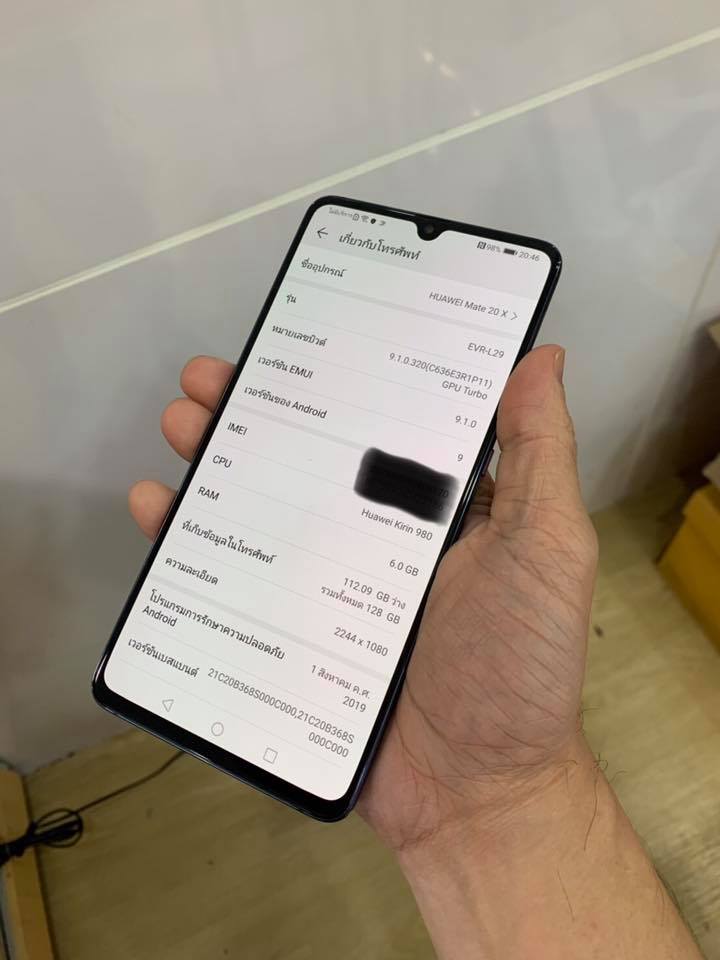 ไม่มีบริการ
98% 20:46
เกี่ยวกับโทรศัพท์
ชื่ออุปกรณ์ HUAWEI Mate 20 X
รุ่น EVR-L29
หมายเลขบิวด์ 9.1.0.320(C636E3R1P11)
GPU Turbo
เวอร์ชัน EMUI 9.1.0
เวอร์ชันของ Android 9
IMEI
CPU Huawei Kirin 980
RAM 6.0 GB
ที่เก็บข้อมูลในโทรศัพท์ 112.09 GB ว่าง
รวมทั้งหมด 128 GB
ความละเอียด 2244 x 1080
โปรแกรมการรักษาความปลอดภัย 1 สิงหาคม ค.ศ.
Android 2019
เวอร์ชันเบสแบนด์ 21C20B368S000C000,21C20B368S
000C000